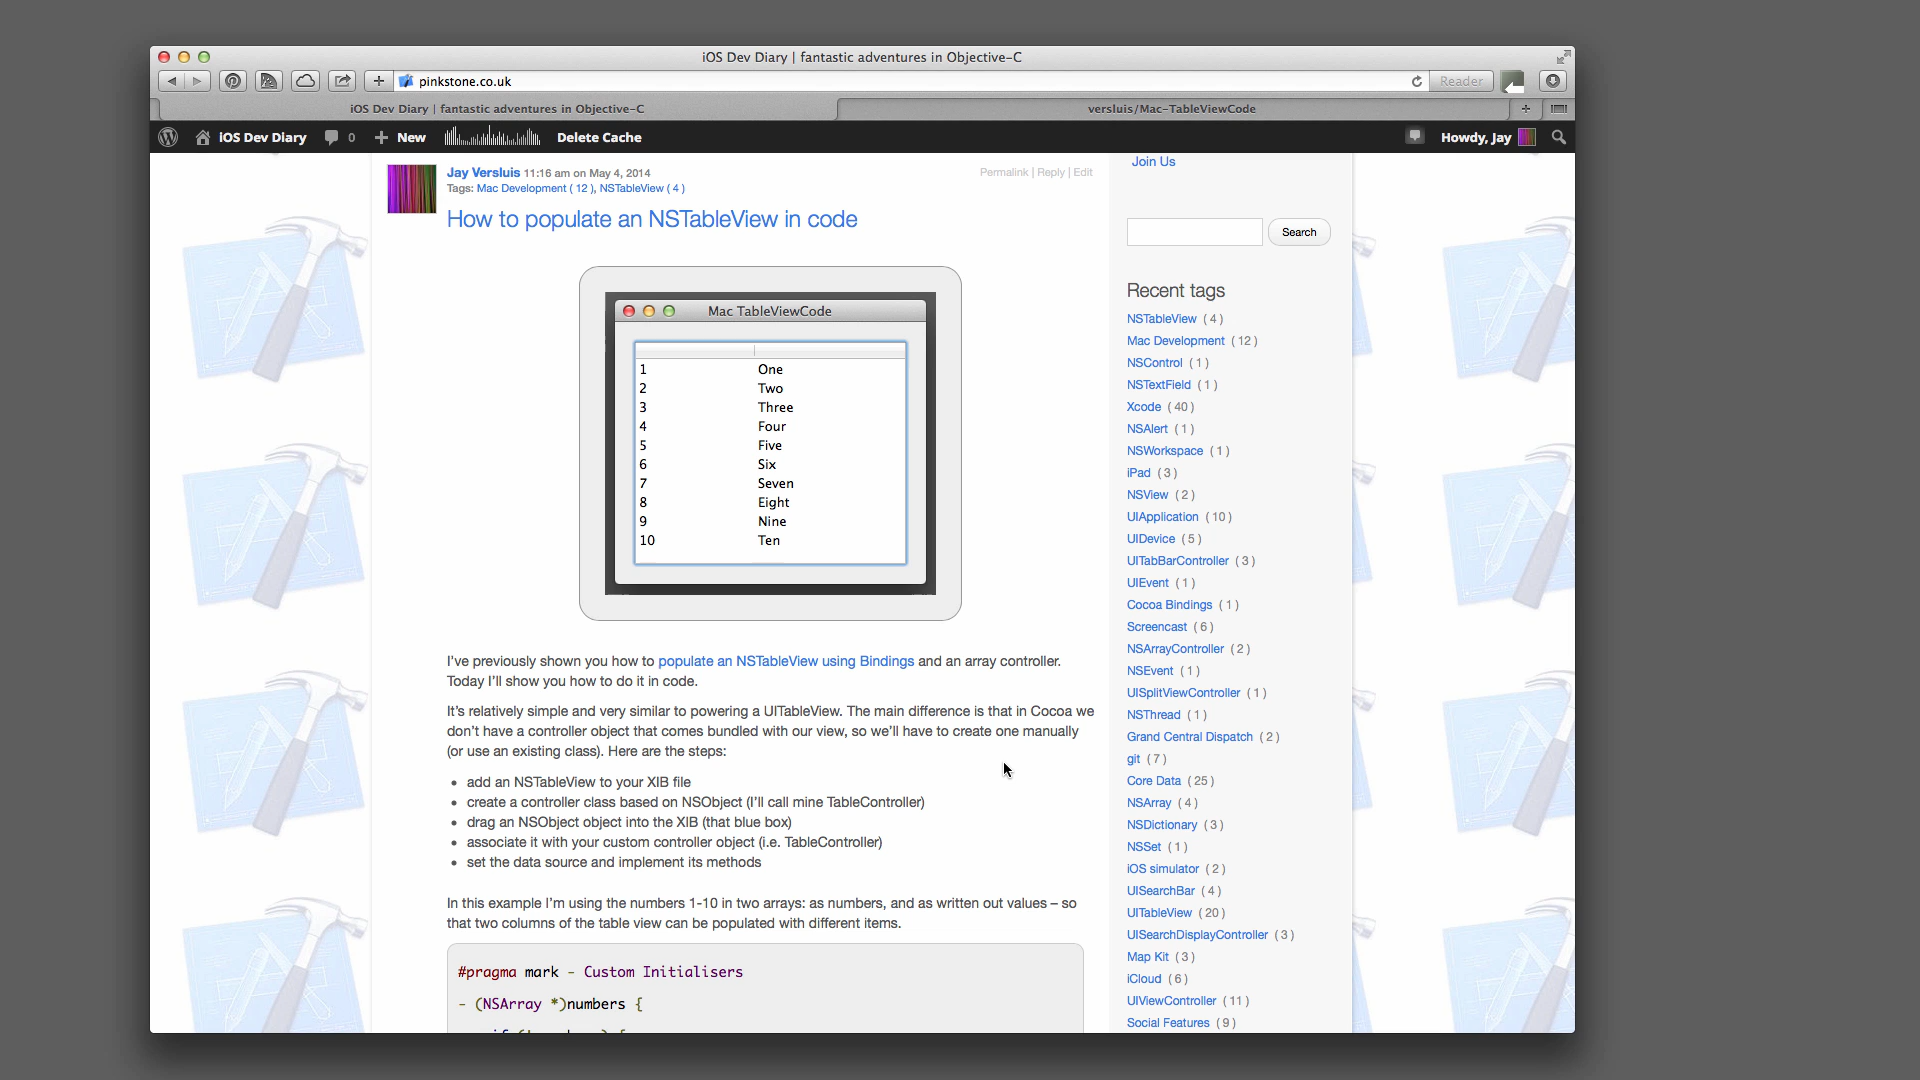 iOS Dev Diary | fantastic adventures in Objective-C
pinkstone.co.uk
Reader
iOS Dev Diary | fantastic adventures in Objective-C
versluis/Mac-TableViewCode
iOS Dev Diary
0
New
Delete Cache
Howdy, Jay
Jay Versluis 11:16 am on May 4, 2014
Permalink | Reply | Edit
Tags: Mac Development ( 12 ), NSTableView ( 4 )
How to populate an NSTableView in code
Mac TableViewCode
1 One
2 Two
3 Three
4 Four
5 Five
6 Six
7 Seven
8 Eight
9 Nine
10 Ten
I've previously shown you how to populate an NSTableView using Bindings and an array controller.
Today I'll show you how to do it in code.
It's relatively simple and very similar to powering a UITableView. The main difference is that in Cocoa we
don't have a controller object that comes bundled with our view, so we'll have to create one manually
(or use an existing class). Here are the steps:
• add an NSTableView to your XIB file
• create a controller class based on NSObject (I'll call mine TableController)
• drag an NSObject object into the XIB (that blue box)
• associate it with your custom controller object (i.e. TableController)
• set the data source and implement its methods
In this example I'm using the numbers 1-10 in two arrays: as numbers, and as written out values – so
that two columns of the table view can be populated with different items.
#pragma mark - Custom Initialisers
- (NSArray *)numbers {
Join Us
Search
Recent tags
NSTableView ( 4 )
Mac Development ( 12 )
NSControl ( 1 )
NSTextField ( 1 )
Xcode ( 40 )
NSAlert ( 1 )
NSWorkspace ( 1 )
iPad ( 3 )
NSView ( 2 )
UIApplication ( 10 )
UIDevice ( 5 )
UITabBarController ( 3 )
UIEvent ( 1 )
Cocoa Bindings ( 1 )
Screencast ( 6 )
NSArrayController ( 2 )
NSEvent ( 1 )
UISplitViewController ( 1 )
NSThread ( 1 )
Grand Central Dispatch ( 2 )
git ( 7 )
Core Data ( 25 )
NSArray ( 4 )
NSDictionary ( 3 )
NSSet ( 1 )
iOS simulator ( 2 )
UISearchBar ( 4 )
UITableView ( 20 )
UISearchDisplayController ( 3 )
Map Kit ( 3 )
iCloud ( 6 )
UIViewController ( 11 )
Social Features ( 9 )